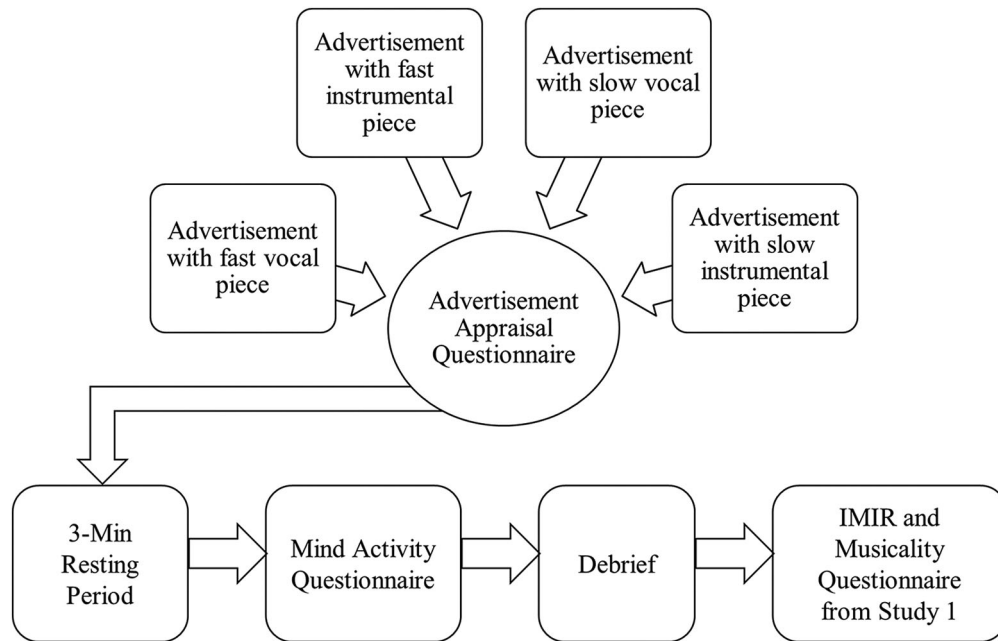 Advertisement
with fast
instrumental
piece
Advertisement
with slow vocal
piece
Advertisement
with fast vocal
piece
Advertisement
with slow
instrumental
piece
Advertisement
Appraisal
Questionnaire
3-Min
Resting
Period
Mind Activity
Questionnaire
Debrief
IMIR and
Musicality
Questionnaire
from Study 1